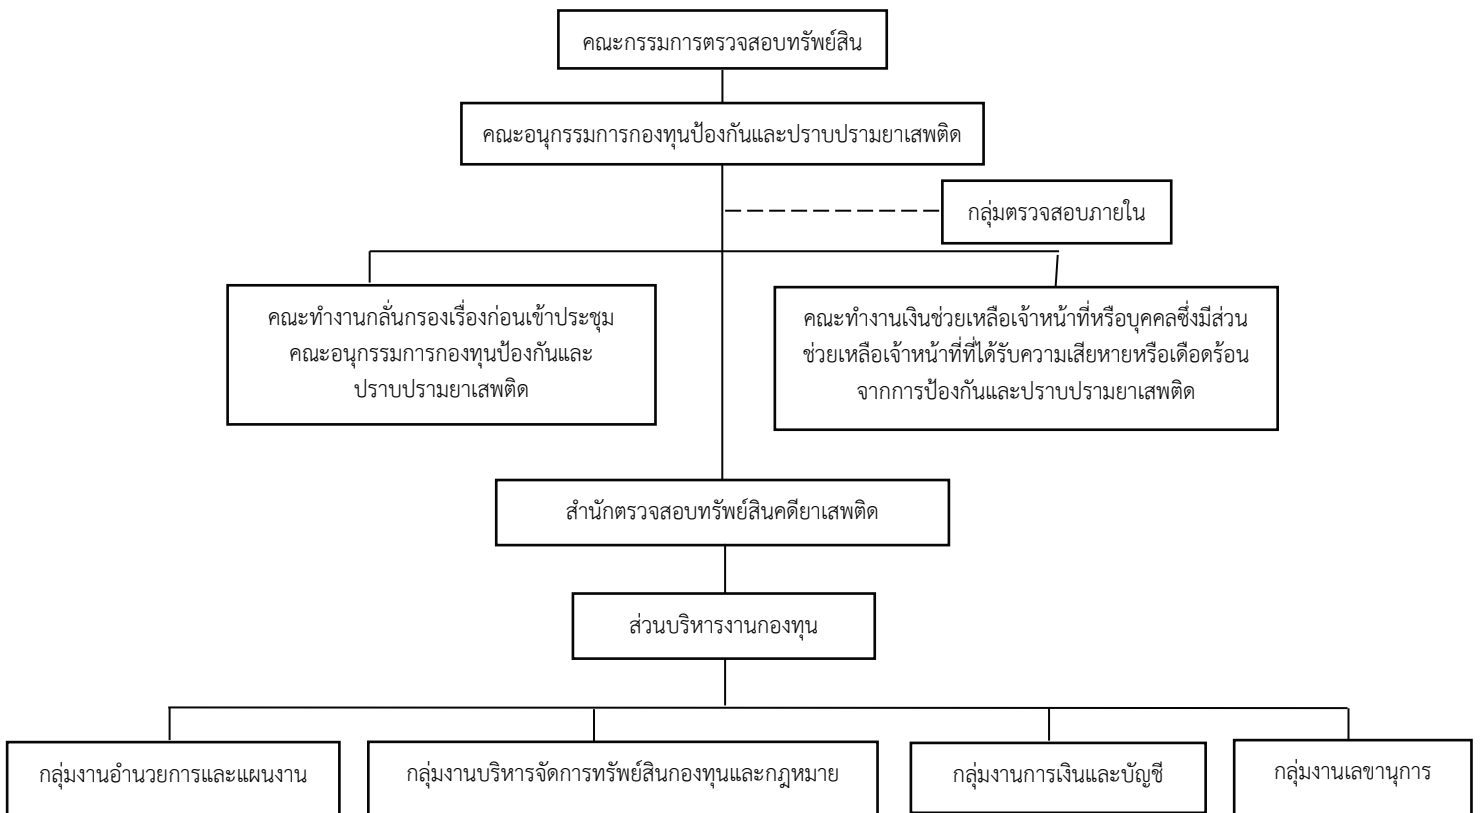 คณะกรรมการตรวจสอบทรัพย์สิน
คณะอนุกรรมการกองทุนป้องกันและปราบปรามยาเสพติด
กลุ่มตรวจสอบภายใน
คณะทำงานกลั่นกรองเรื่องก่อนเข้าประชุม
คณะอนุกรรมการกองทุนป้องกันและ
ปราบปรามยาเสพติด
คณะทำงานเงินช่วยเหลือเจ้าหน้าที่หรือบุคคลซึ่งมีส่วน
ช่วยเหลือเจ้าหน้าที่ที่ได้รับความเสียหายหรือเดือดร้อน
จากการป้องกันและปราบปรามยาเสพติด
สำนักตรวจสอบทรัพย์สินคดียาเสพติด
ส่วนบริหารงานกองทุน
กลุ่มงานอำนวยการและแผนงาน
กลุ่มงานบริหารจัดการทรัพย์สินกองทุนและกฎหมาย
กลุ่มงานการเงินและบัญชี
กลุ่มงานเลขานุการ